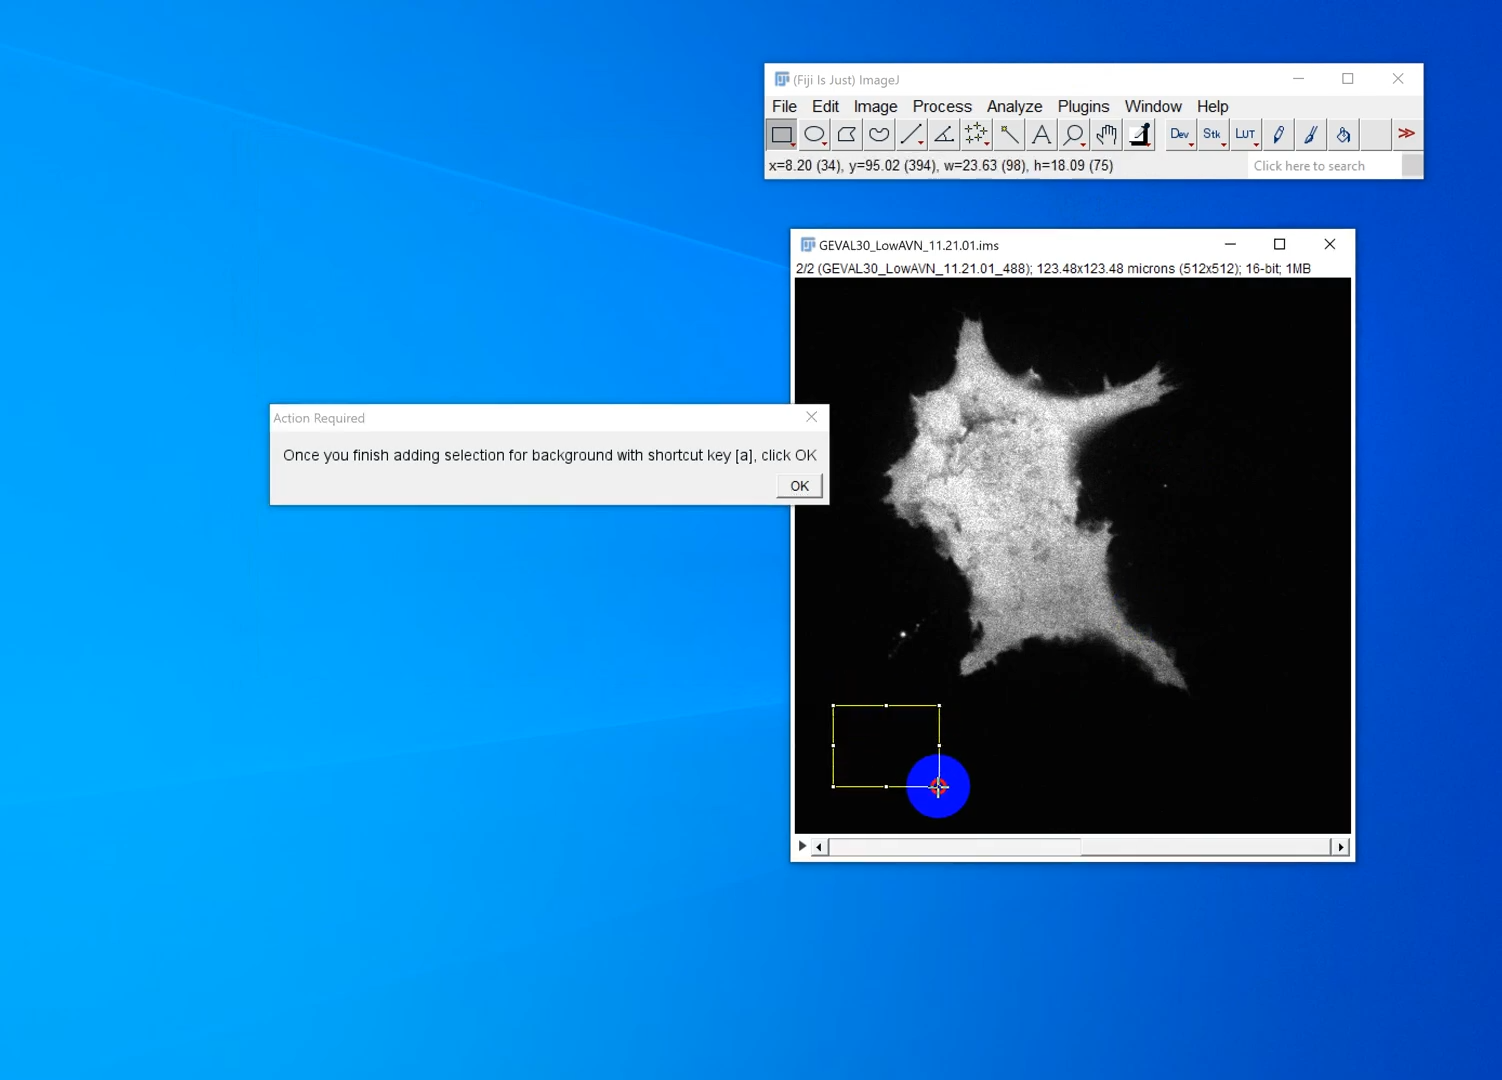 (Fiji Is Just) ImageJ
File Edit Image Process Analyze Plugins Window Help
Dev Stk LUT
x=8.20 (34), y=95.02 (394), w=23.63 (98), h=18.09 (75)
Click here to search
GEVAL30_LowAVN_11.21.01.ims
2/2 (GEVAL30_LowAVN_11.21.01_488); 123.48x123.48 microns (512x512); 16-bit; 1MB
Action Required
Once you finish adding selection for background with shortcut key [a], click OK
OK